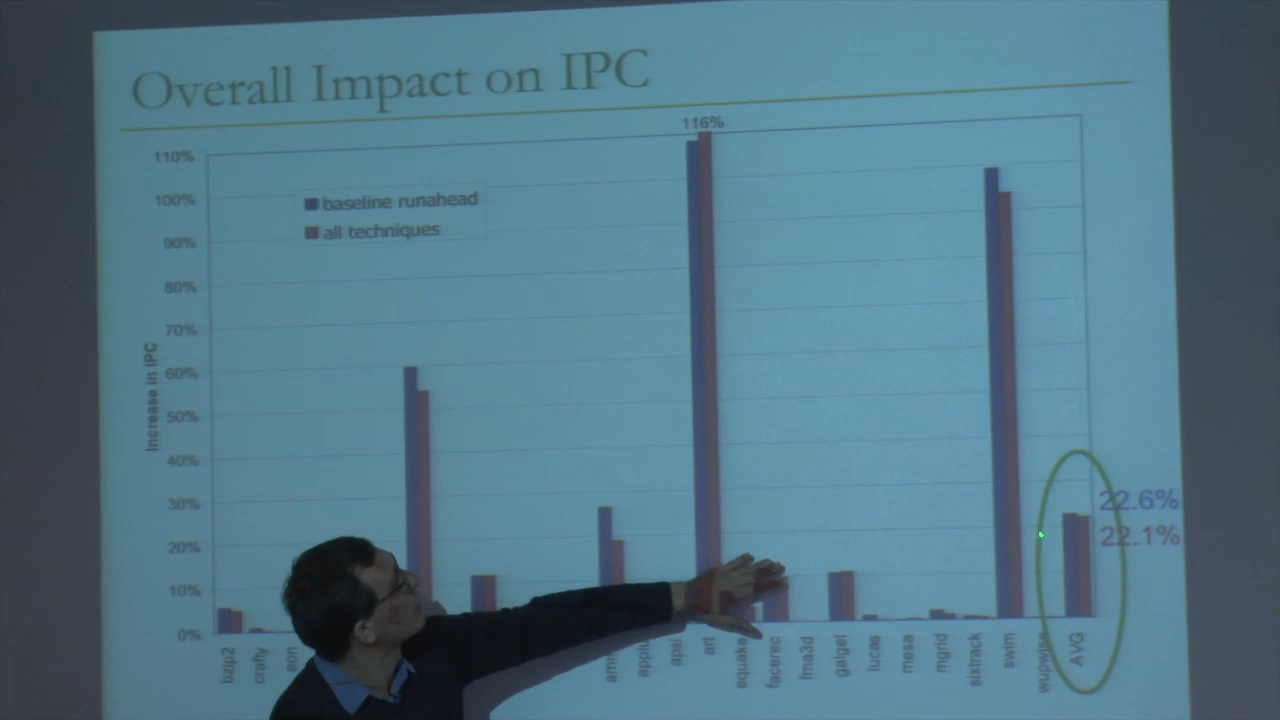 Overall Impact on IPC
116%
110%
100%
90%
80%
70%
60%
50%
40%
30%
20%
10%
0%
Increase in IPC
baseline runahead
all techniques
22.6%
22.1%
bzip2
crafty
eon
art
equake
facerec
fma3d
galgel
lucas
mesa
mgrid
sixtrack
swim
wupwise
AVG